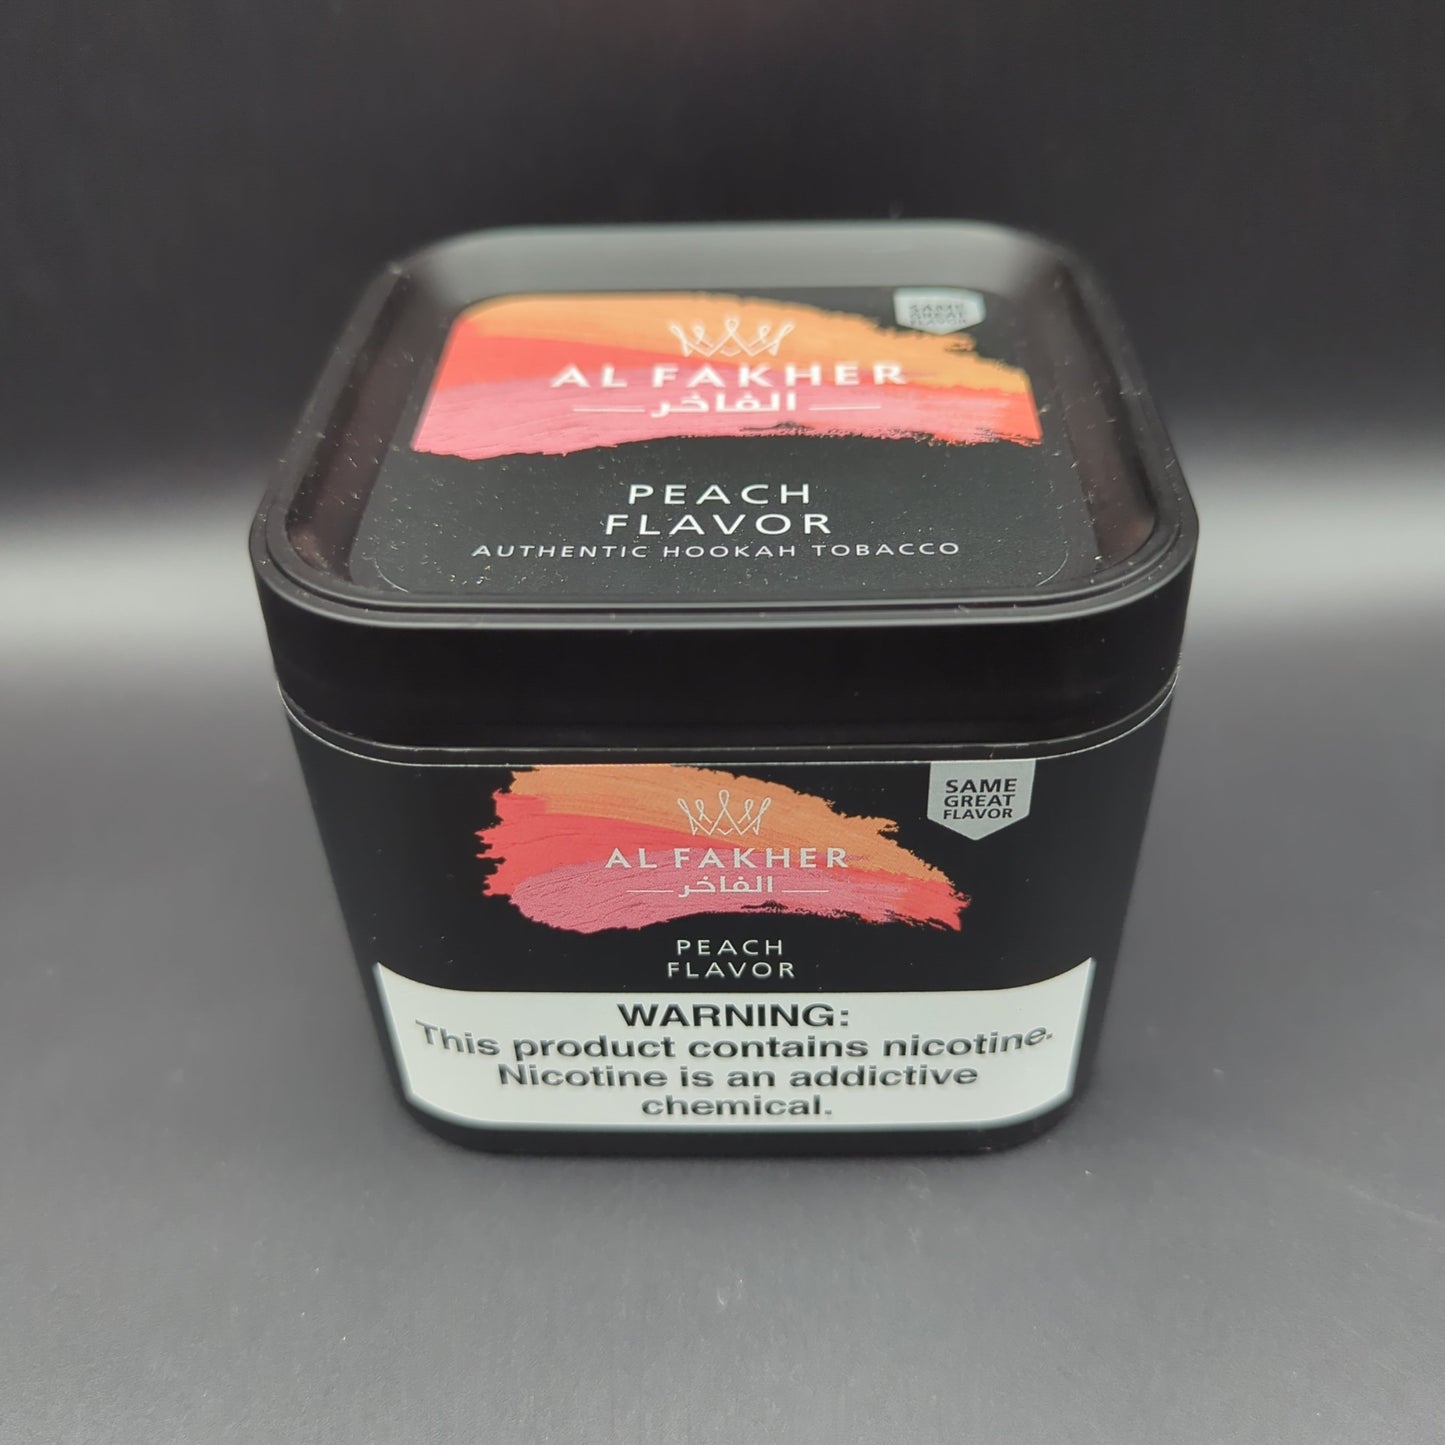 SAME
GREAT
FLAVOR
AL FAKHER
الفاخر
PEACH
FLAVOR
AUTHENTIC HOOKAH TOBACCO
SAME
GREAT
FLAVOR
AL FAKHER
الفاخر
PEACH
FLAVOR
WARNING:
This product contains nicotine.
Nicotine is an addictive
chemical.